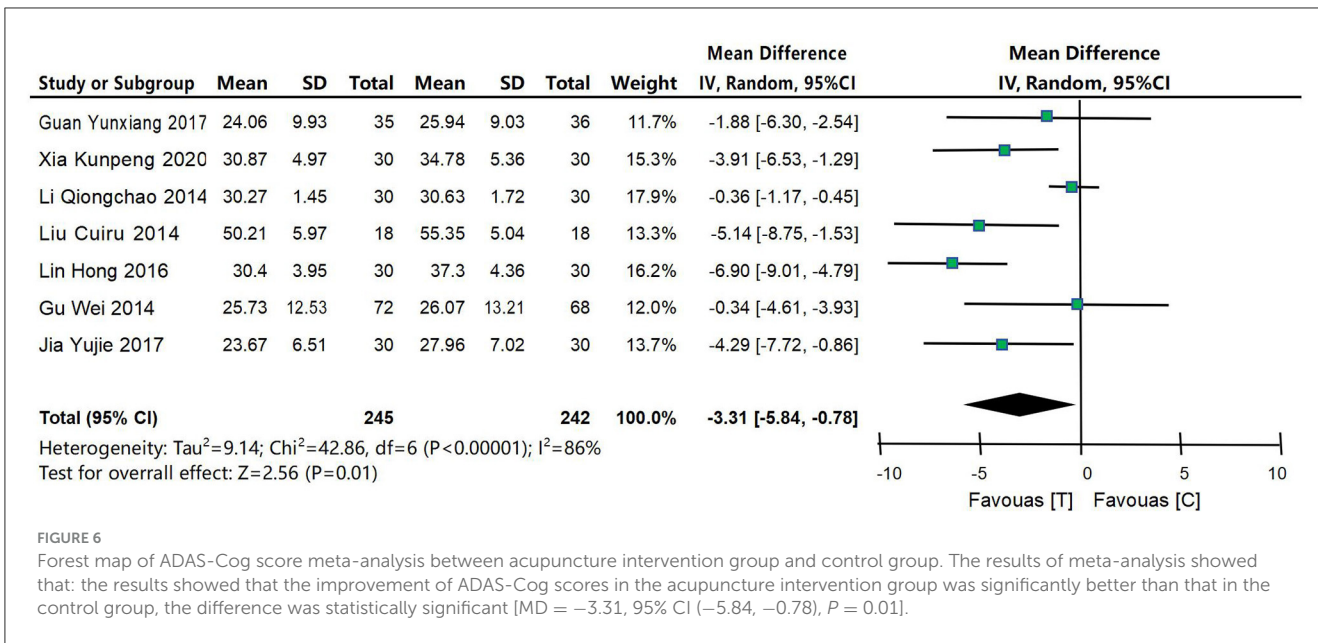 Mean Difference Mean Difference
Study or Subgroup Mean SD Total Mean SD Total Weight IV, Random, 95%CI IV, Random, 95%CI
Guan Yunxiang 2017 24.06 9.93 35 25.94 9.03 36 11.7% -1.88 [-6.30, -2.54]
Xia Kunpeng 2020 30.87 4.97 30 34.78 5.36 30 15.3% -3.91 [-6.53, -1.29]
Li Qiongchao 2014 30.27 1.45 30 30.63 1.72 30 17.9% -0.36 [-1.17, -0.45]
Liu Cuiru 2014 50.21 5.97 18 55.35 5.04 18 13.3% -5.14 [-8.75, -1.53]
Lin Hong 2016 30.4 3.95 30 37.3 4.36 30 16.2% -6.90 [-9.01, -4.79]
Gu Wei 2014 25.73 12.53 72 26.07 13.21 68 12.0% -0.34 [-4.61, -3.93]
Jia Yujie 2017 23.67 6.51 30 27.96 7.02 30 13.7% -4.29 [-7.72, -0.86]
Total (95% CI) 245 242 100.0% -3.31 [-5.84, -0.78]
Heterogeneity: Tau²=9.14; Chi²=42.86, df=6 (P<0.00001); I²=86%
Test for overrall effect: Z=2.56 (P=0.01)
-10 -5 0 5 10
Favouas [T] Favouas [C]
FIGURE 6
Forest map of ADAS-Cog score meta-analysis between acupuncture intervention group and control group. The results of meta-analysis showed
that: the results showed that the improvement of ADAS-Cog scores in the acupuncture intervention group was significantly better than that in the
control group, the difference was statistically significant [MD = −3.31, 95% CI (−5.84, −0.78), P = 0.01].